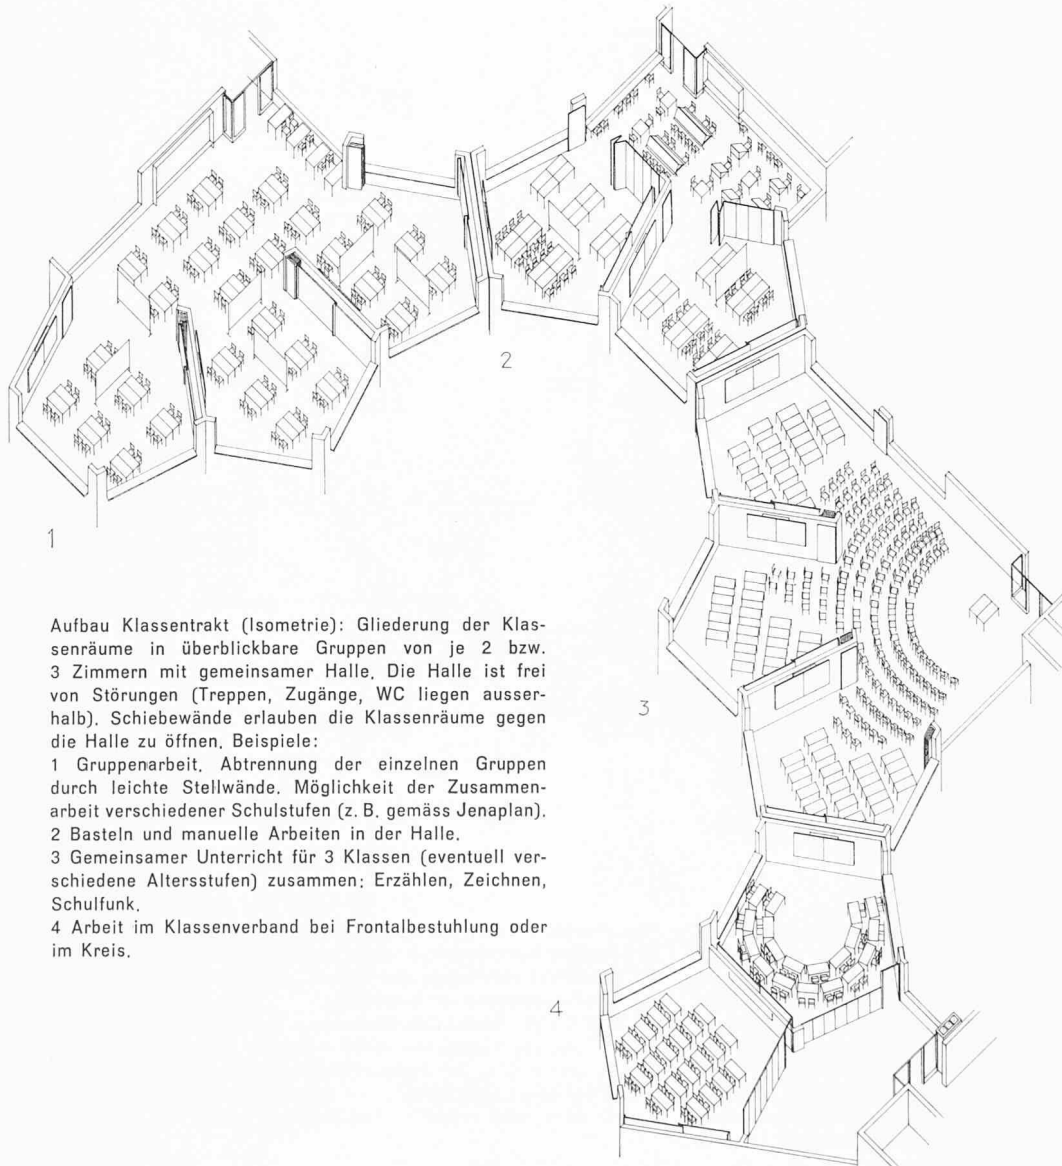 1
2
3
4
Aufbau Klassentrakt (Isometrie): Gliederung der Klas-
senräume in überblickbare Gruppen von je 2 bzw.
3 Zimmern mit gemeinsamer Halle. Die Halle ist frei
von Störungen (Treppen, Zugänge, WC liegen ausser-
halb). Schiebewände erlauben die Klassenräume gegen
die Halle zu öffnen. Beispiele:
1 Gruppenarbeit. Abtrennung der einzelnen Gruppen
durch leichte Stellwände. Möglichkeit der Zusammen-
arbeit verschiedener Schulstufen (z. B. gemäss Jenaplan).
2 Basteln und manuelle Arbeiten in der Halle.
3 Gemeinsamer Unterricht für 3 Klassen (eventuell ver-
schiedene Altersstufen) zusammen: Erzählen, Zeichnen,
Schulfunk.
4 Arbeit im Klassenverband bei Frontalbestuhlung oder
im Kreis.